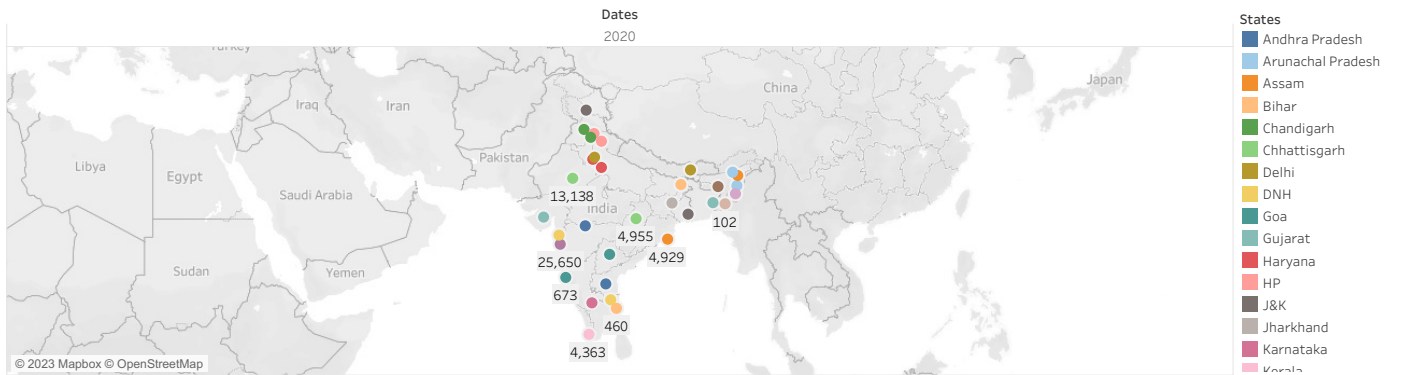 Dates
2020
States
Andhra Pradesh
Arunachal Pradesh
Assam
Bihar
Chandigarh
Chhattisgarh
Delhi
DNH
Goa
Gujarat
Haryana
HP
J&K
Jharkhand
Karnataka
Kerala
Turkey
China
Japan
Iraq
Iran
Pakistan
Libya
Egypt
Saudi Arabia
13,138
India
102
4,955
4,929
25,650
Sudan
Yemen
673
460
4,363
© 2023 Mapbox © OpenStreetMap